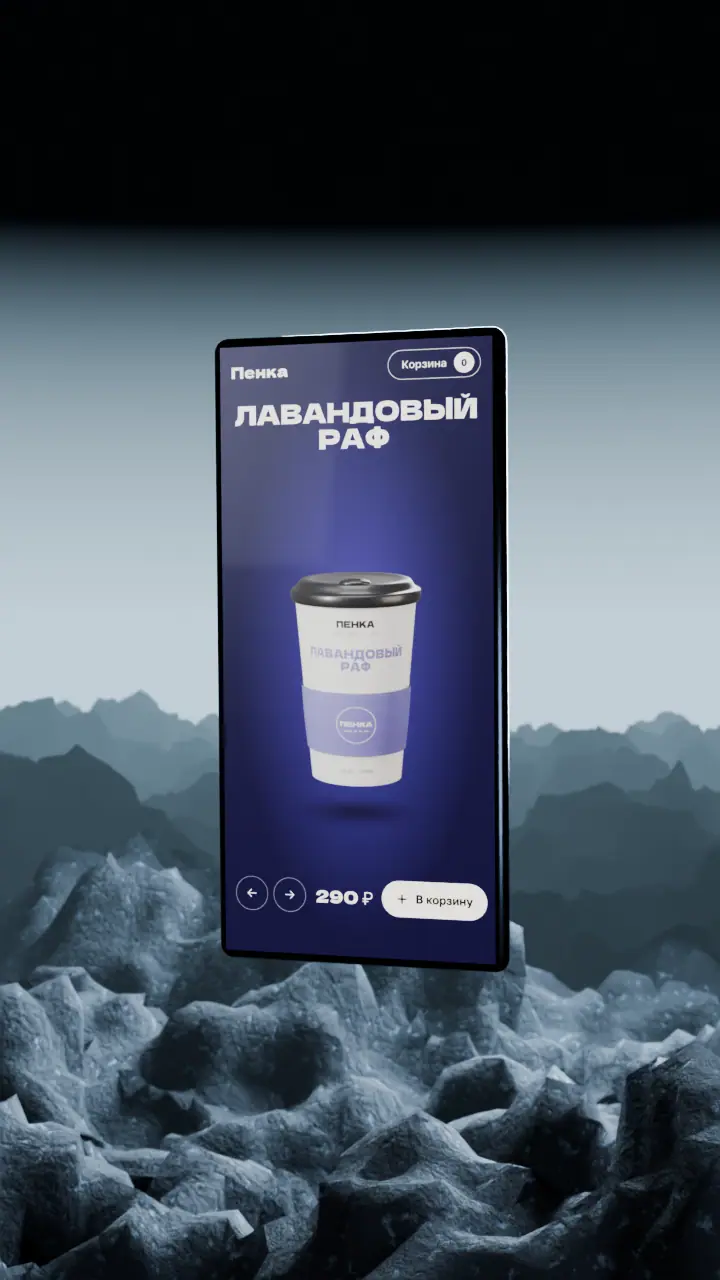 Пенка
Корзина 0
ЛАВАНДОВЫЙ
РАФ
ПЕНКА
ЛАВАНДОВЫЙ
РАФ
ПЕНКА
290 ₽
+ В корзину